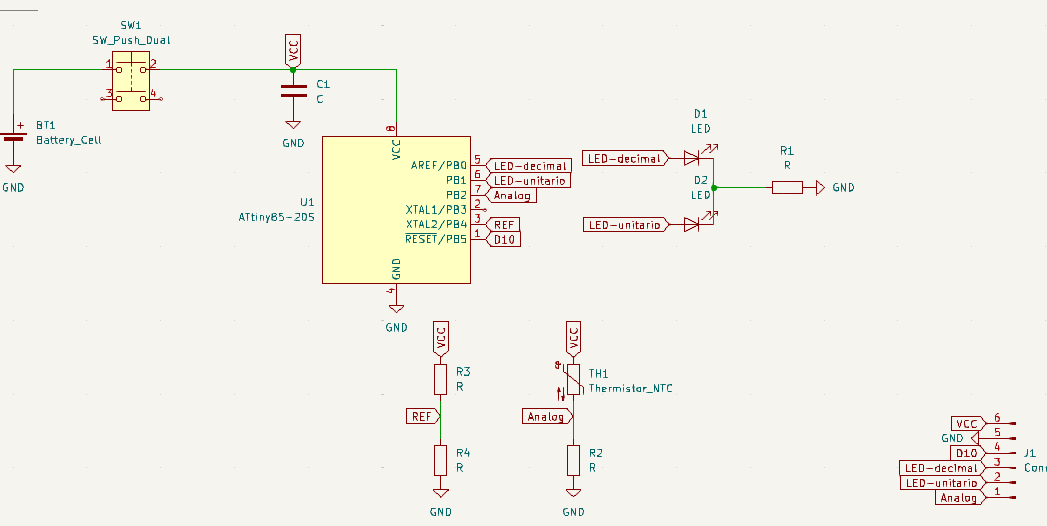 SW1
SW_Push_Dual
1
2
3
4
VCC
C1
C
GND
+
BT1
Battery_Cell
GND
8
VCC
U1
ATtiny85-20S
AREF/PB0
5
LED-decimal
PB1
6
LED-unitario
PB2
7
Analog
XTAL1/PB3
2
XTAL2/PB4
3
REF
RESET/PB5
1
D10
GND
4
GND
D1
LED
LED-decimal
D2
LED
LED-unitario
R1
R
GND
VCC
R3
R
REF
R4
R
GND
VCC
TH1
Thermistor_NTC
Analog
R2
R
GND
VCC
6
GND
5
D10
4
J1
LED-decimal
3
LED-unitario
2
Analog
1